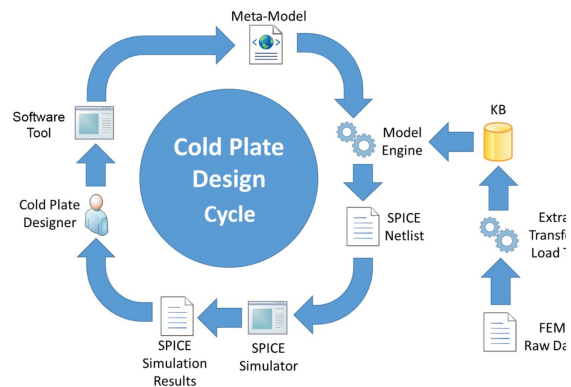 Meta-Model
Software
Tool
Cold Plate
Design
Cycle
Model
Engine
KB
Cold Plate
Designer
SPICE
Netlist
Load
SPICE
Simulation
Results
SPICE
Simulator
FEM
Raw